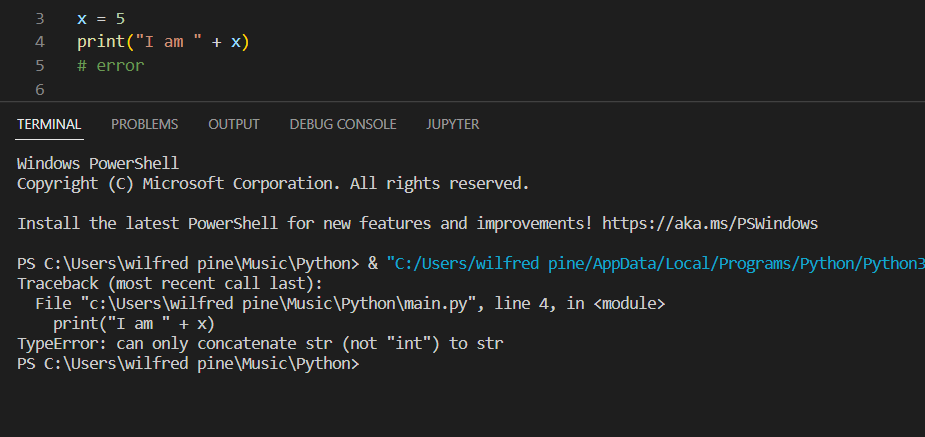 3 x = 5
4 print("I am " + x)
5 # error
6
TERMINAL PROBLEMS OUTPUT DEBUG CONSOLE JUPYTER
Windows PowerShell
Copyright (C) Microsoft Corporation. All rights reserved.
Install the latest PowerShell for new features and improvements! https://aka.ms/PSWindows
PS C:\Users\wilfred pine\Music\Python> & "C:/Users/wilfred pine/AppData/Local/Programs/Python/Python3
Traceback (most recent call last):
  File "c:\Users\wilfred pine\Music\Python\main.py", line 4, in <module>
    print("I am " + x)
TypeError: can only concatenate str (not "int") to str
PS C:\Users\wilfred pine\Music\Python>